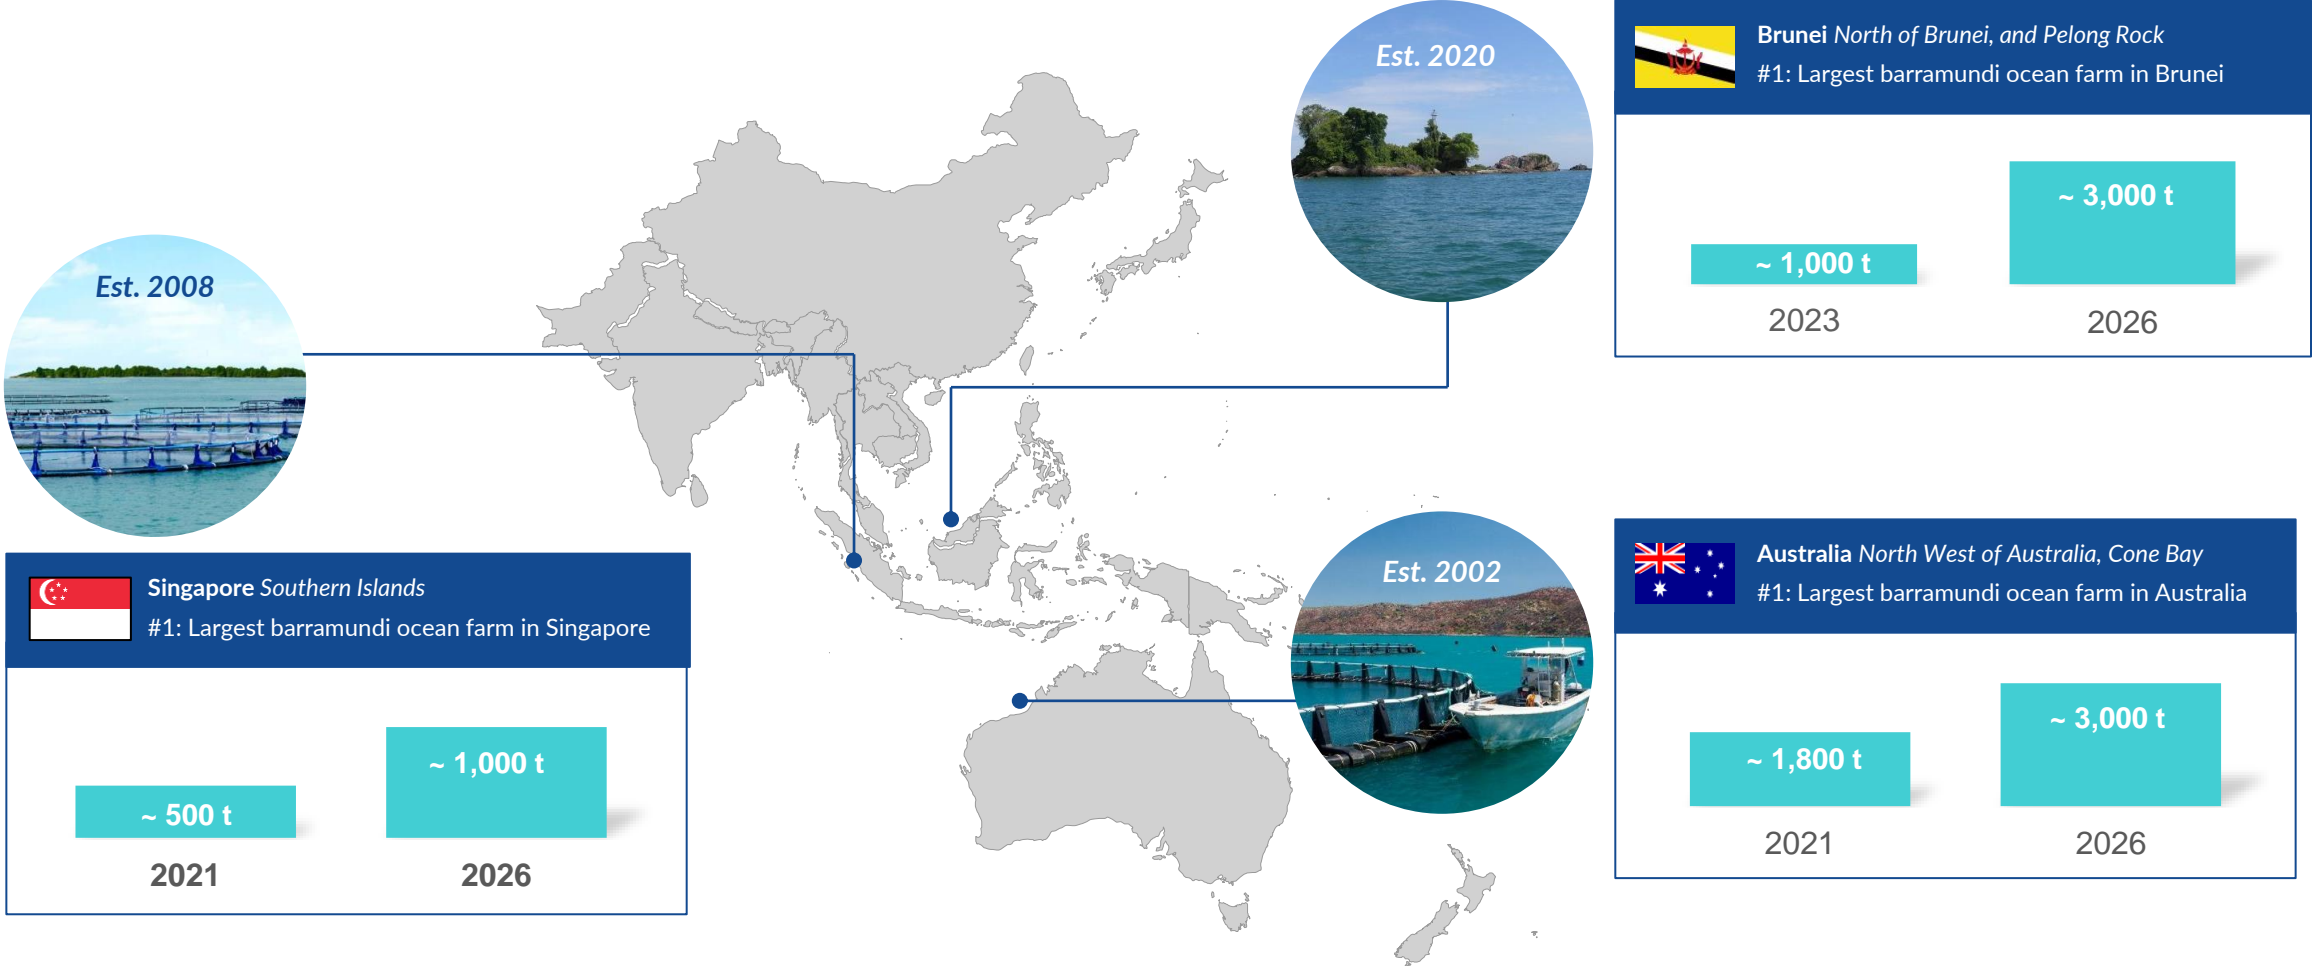 Est. 2020
Brunei North of Brunei, and Pelong Rock
#1: Largest barramundi ocean farm in Brunei
~ 3,000 t
~ 1,000 t
2023
2026
Est. 2008
Singapore Southern Islands
#1: Largest barramundi ocean farm in Singapore
~ 1,000 t
~ 500 t
2021
2026
Est. 2002
Australia North West of Australia, Cone Bay
#1: Largest barramundi ocean farm in Australia
~ 3,000 t
~ 1,800 t
2021
2026